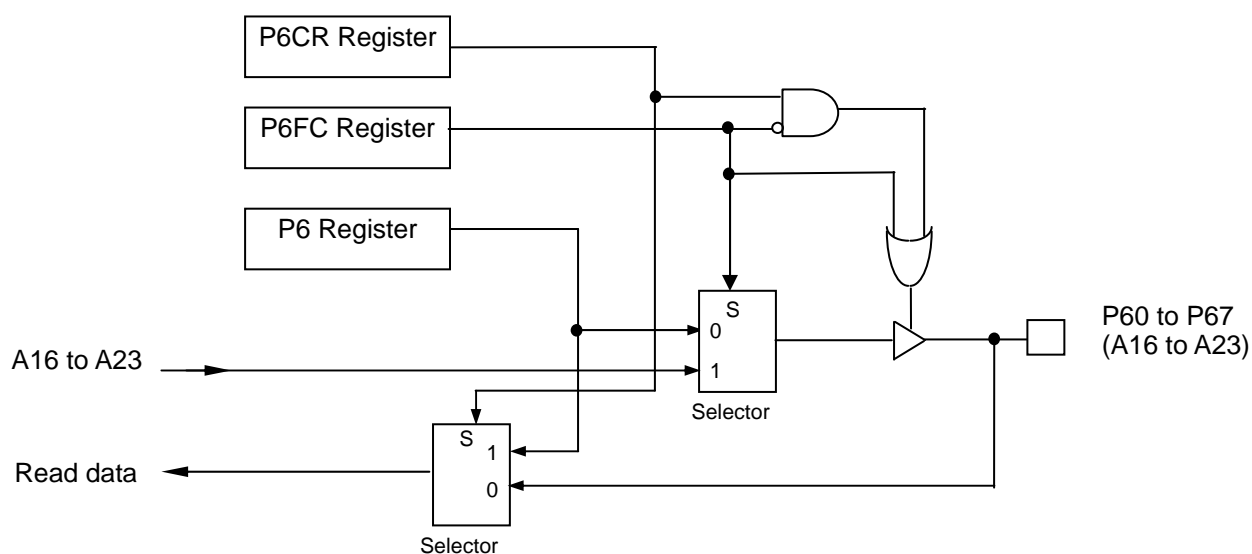 P6CR Register
P6FC Register
P6 Register
S
0
1
Selector
P60 to P67
(A16 to A23)
A16 to A23
S
1
0
Selector
Read data